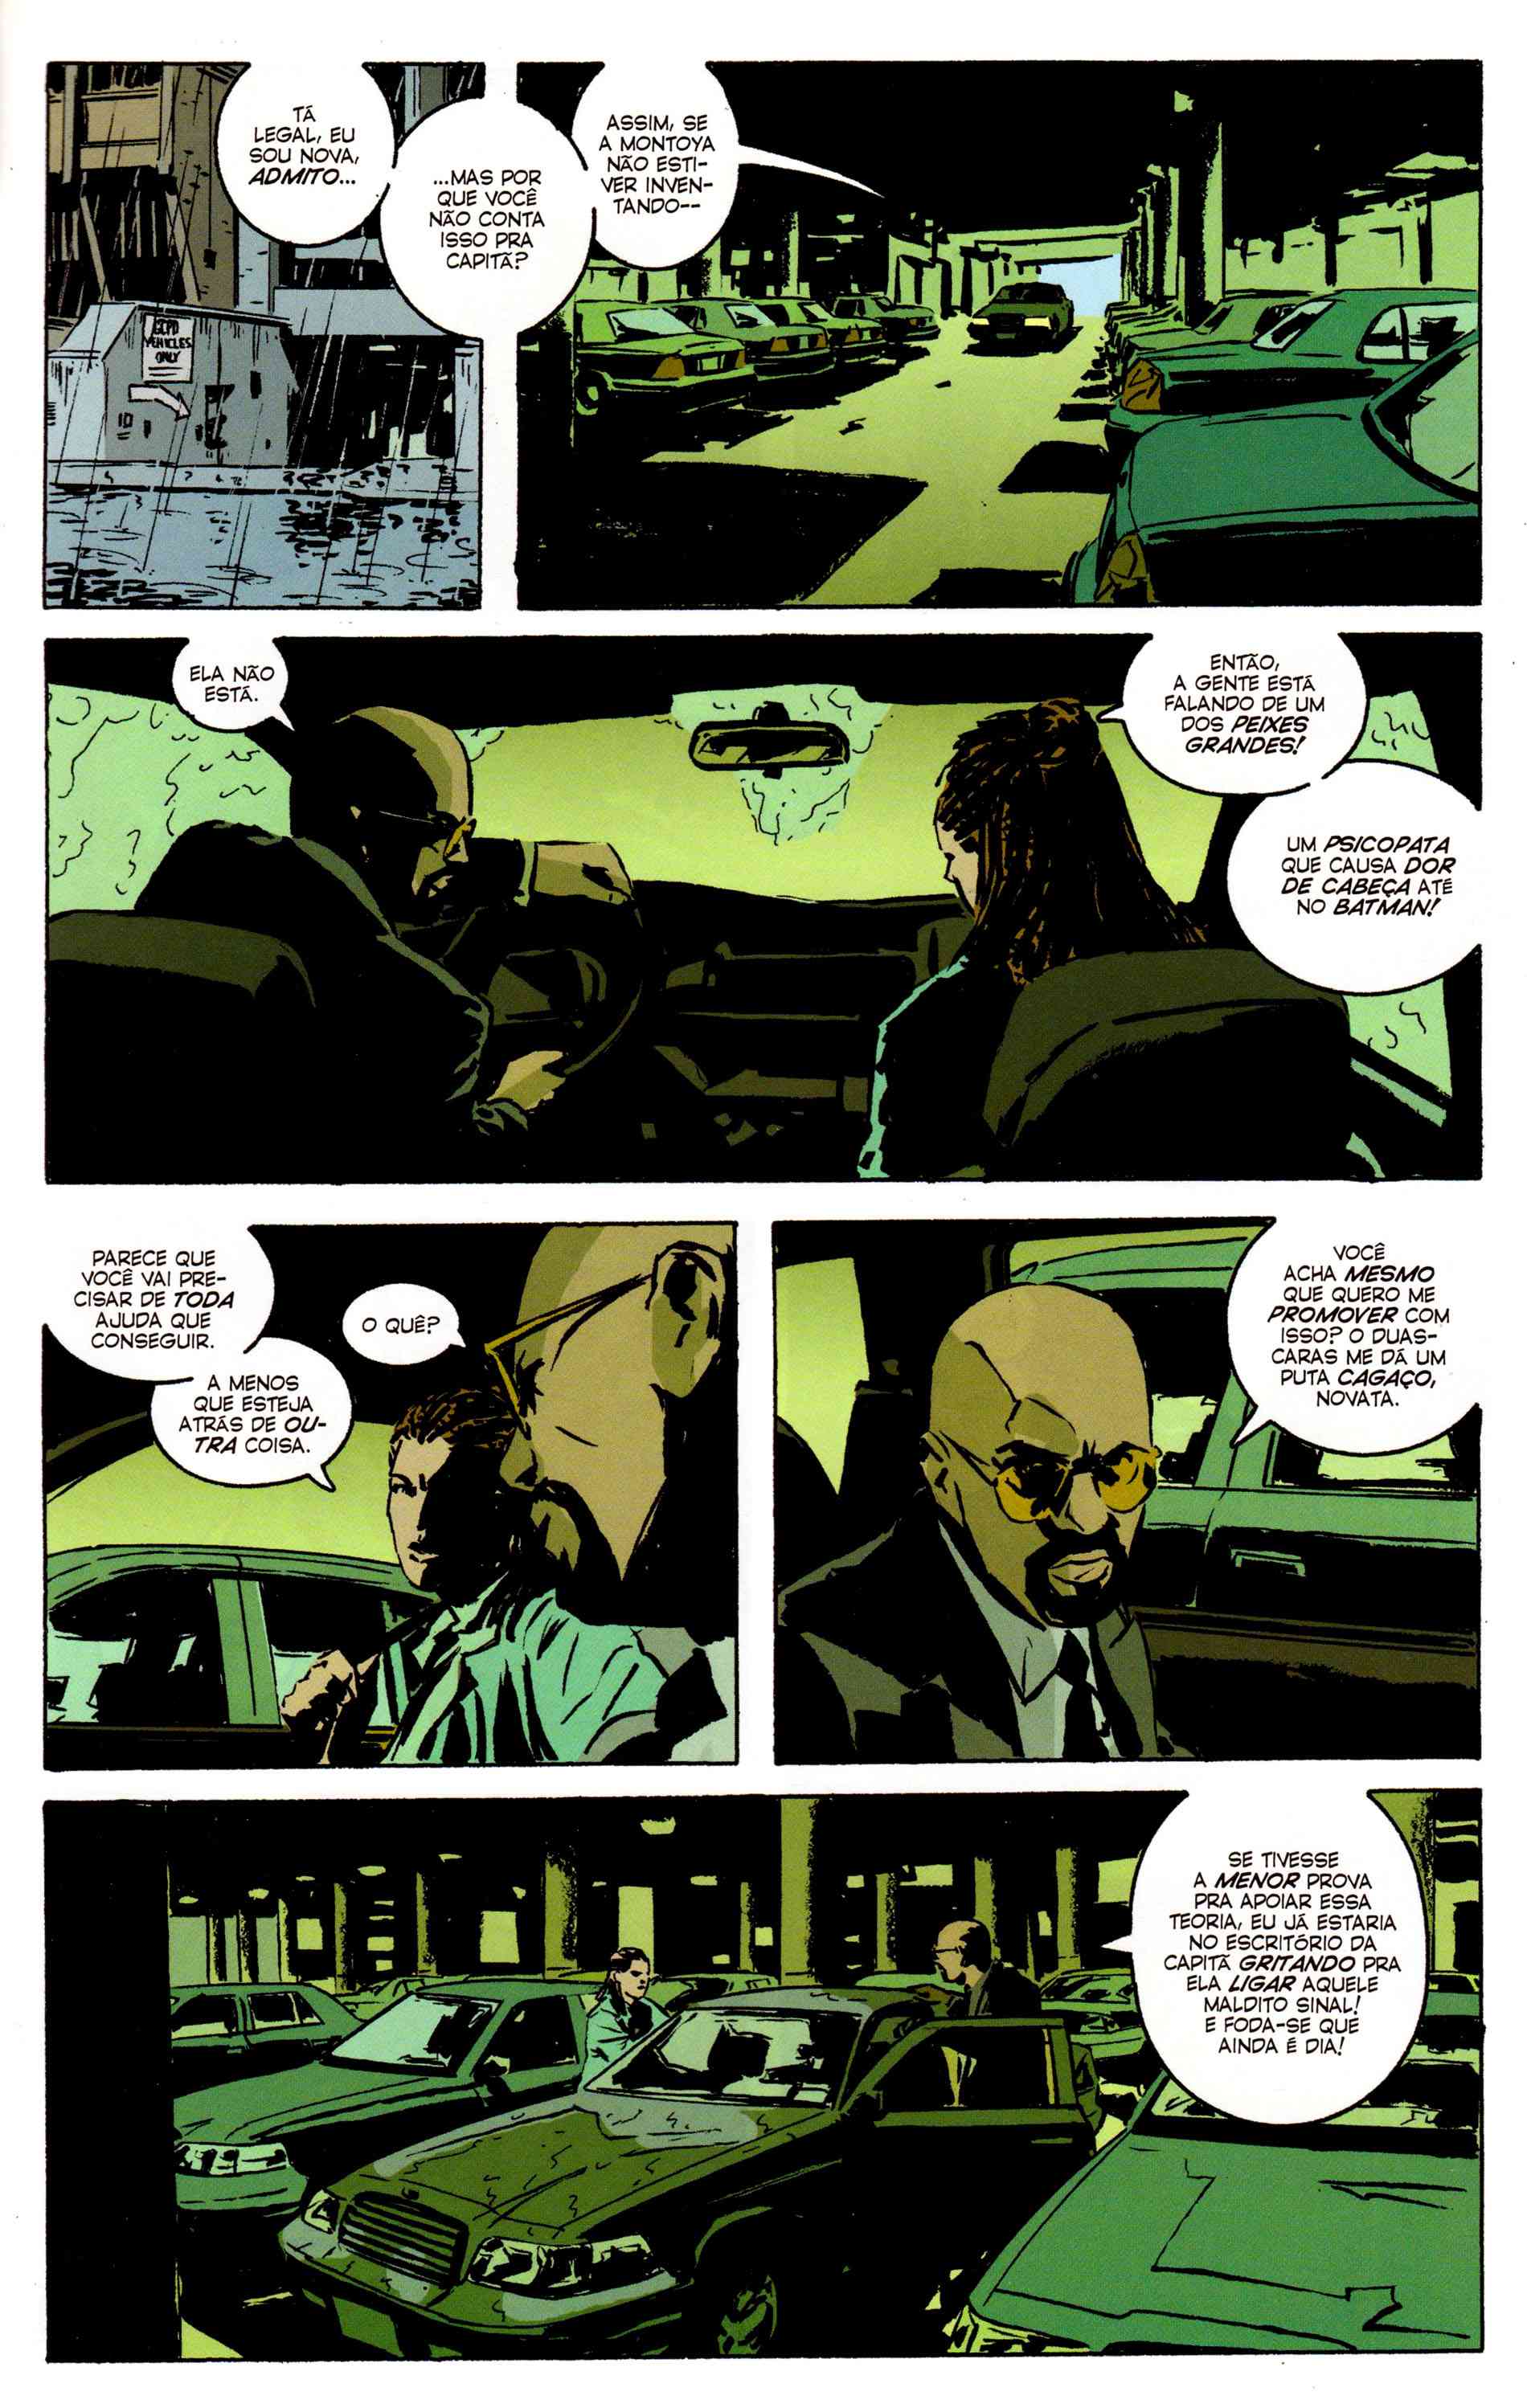 TÁ
LEGAL, EU
SOU NOVA,
ADMITO...
...MAS POR
QUE VOCÊ
NÃO CONTA
ISSO PRA
CAPITÃ?
GCPD
VEHICLES
ONLY
10
ASSIM, SE
A MONTOYA
NÃO ESTI-
VER INVEN-
TANDO--
ELA NÃO
ESTÁ.
ENTÃO,
A GENTE ESTÁ
FALANDO DE UM
DOS PEIXES
GRANDES!
UM PSICOPATA
QUE CAUSA DOR
DE CABEÇA ATÉ
NO BATMAN!
PARECE QUE
VOCÊ VAI PRE-
CISAR DE TODA
AJUDA QUE
CONSEGUIR.
A MENOS
QUE ESTEJA
ATRÁS DE OU-
TRA COISA.
O QUÊ?
VOCÊ
ACHA MESMO
QUE QUERO ME
PROMOVER COM
ISSO? O DUAS-
CARAS ME DÁ UM
PUTA CAGAÇO,
NOVATA.
SE TIVESSE
A MENOR PROVA
PRA APOIAR ESSA
TEORIA, EU JÁ ESTARIA
NO ESCRITÓRIO DA
CAPITÃ GRITANDO PRA
ELA LIGAR AQUELE
MALDITO SINAL!
E FODA-SE QUE
AINDA É DIA!